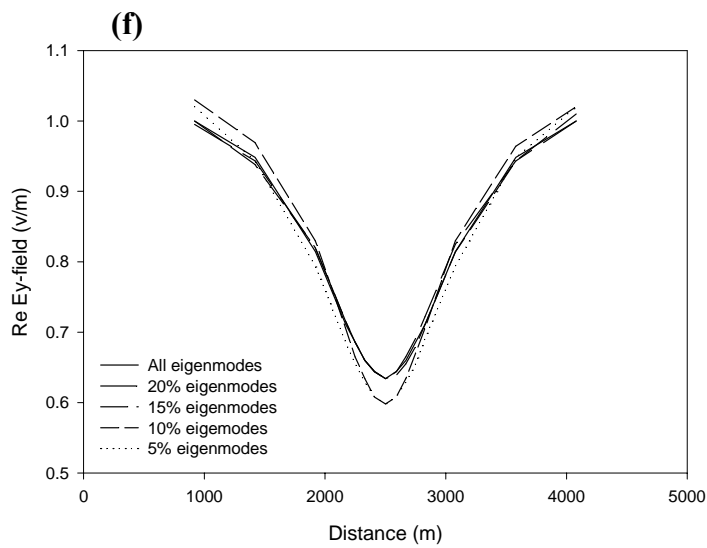 (f)
1.1
1.0
0.9
0.8
0.7
0.6
0.5
Re Ey-field (v/m)
All eigenmodes
20% eigenmodes
15% eigenmodes
10% eigemodes
5% eigenmodes
0 1000 2000 3000 4000 5000
Distance (m)